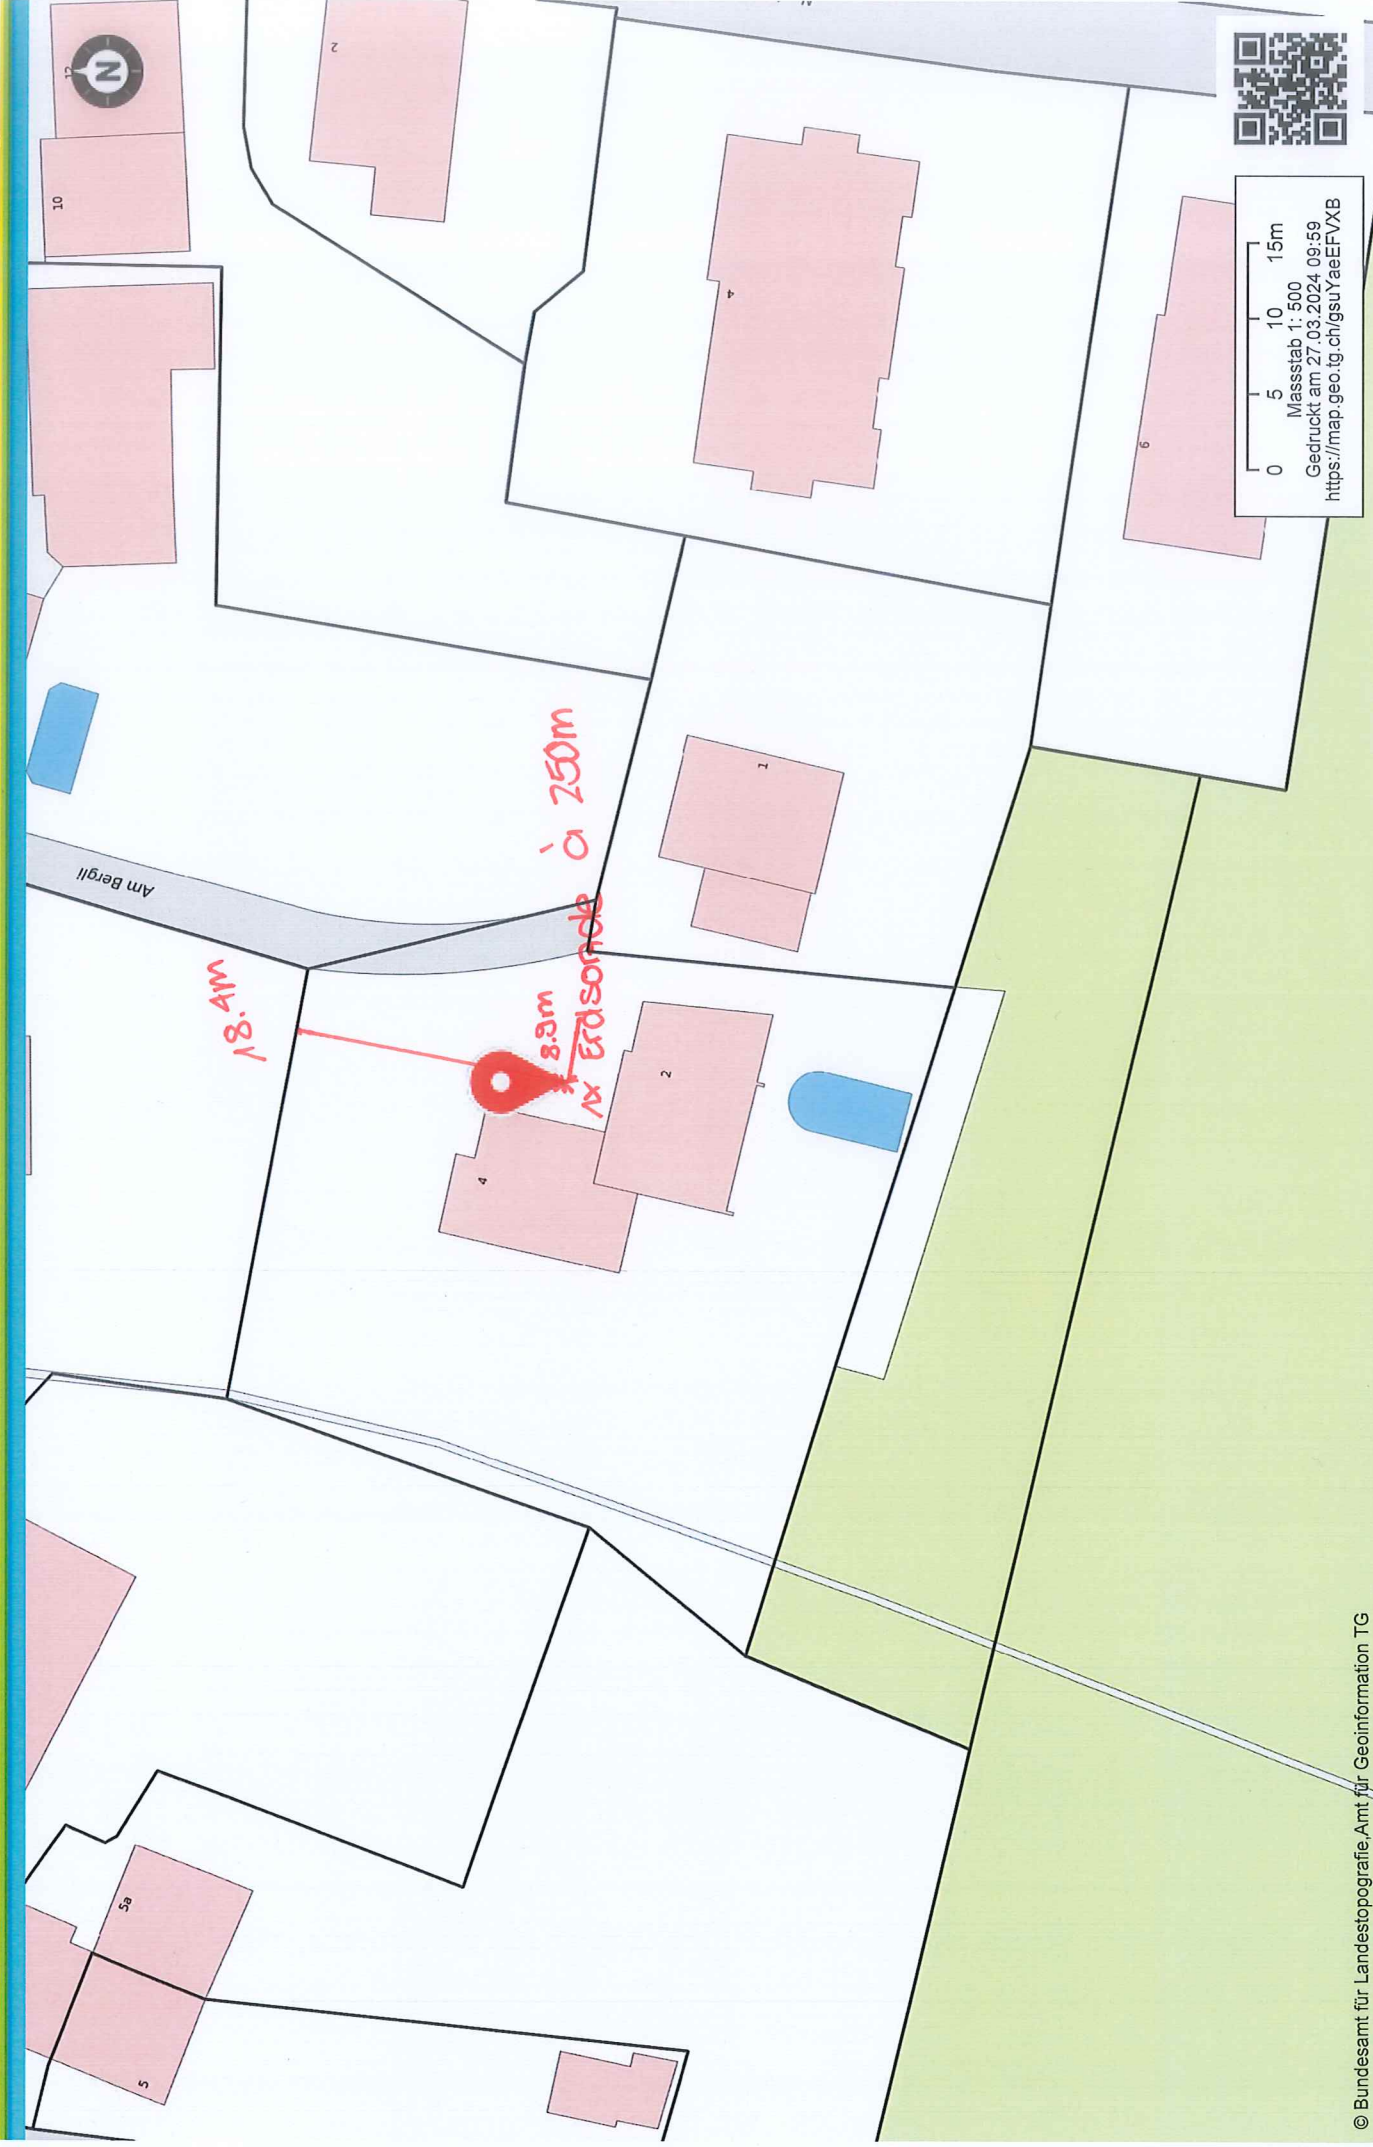 12
N
10
2
4
6
0 5 10 15m
Massstab 1: 500
Gedruckt am 27.03.2024 09:59
https://map.geo.tg.ch/gsuYaeEFVXB
Am Bergli
18.4m
8.9m
1x Erdsonde à 250m
1
2
4
5a
5
© Bundesamt für Landestopografie,Amt für Geoinformation TG